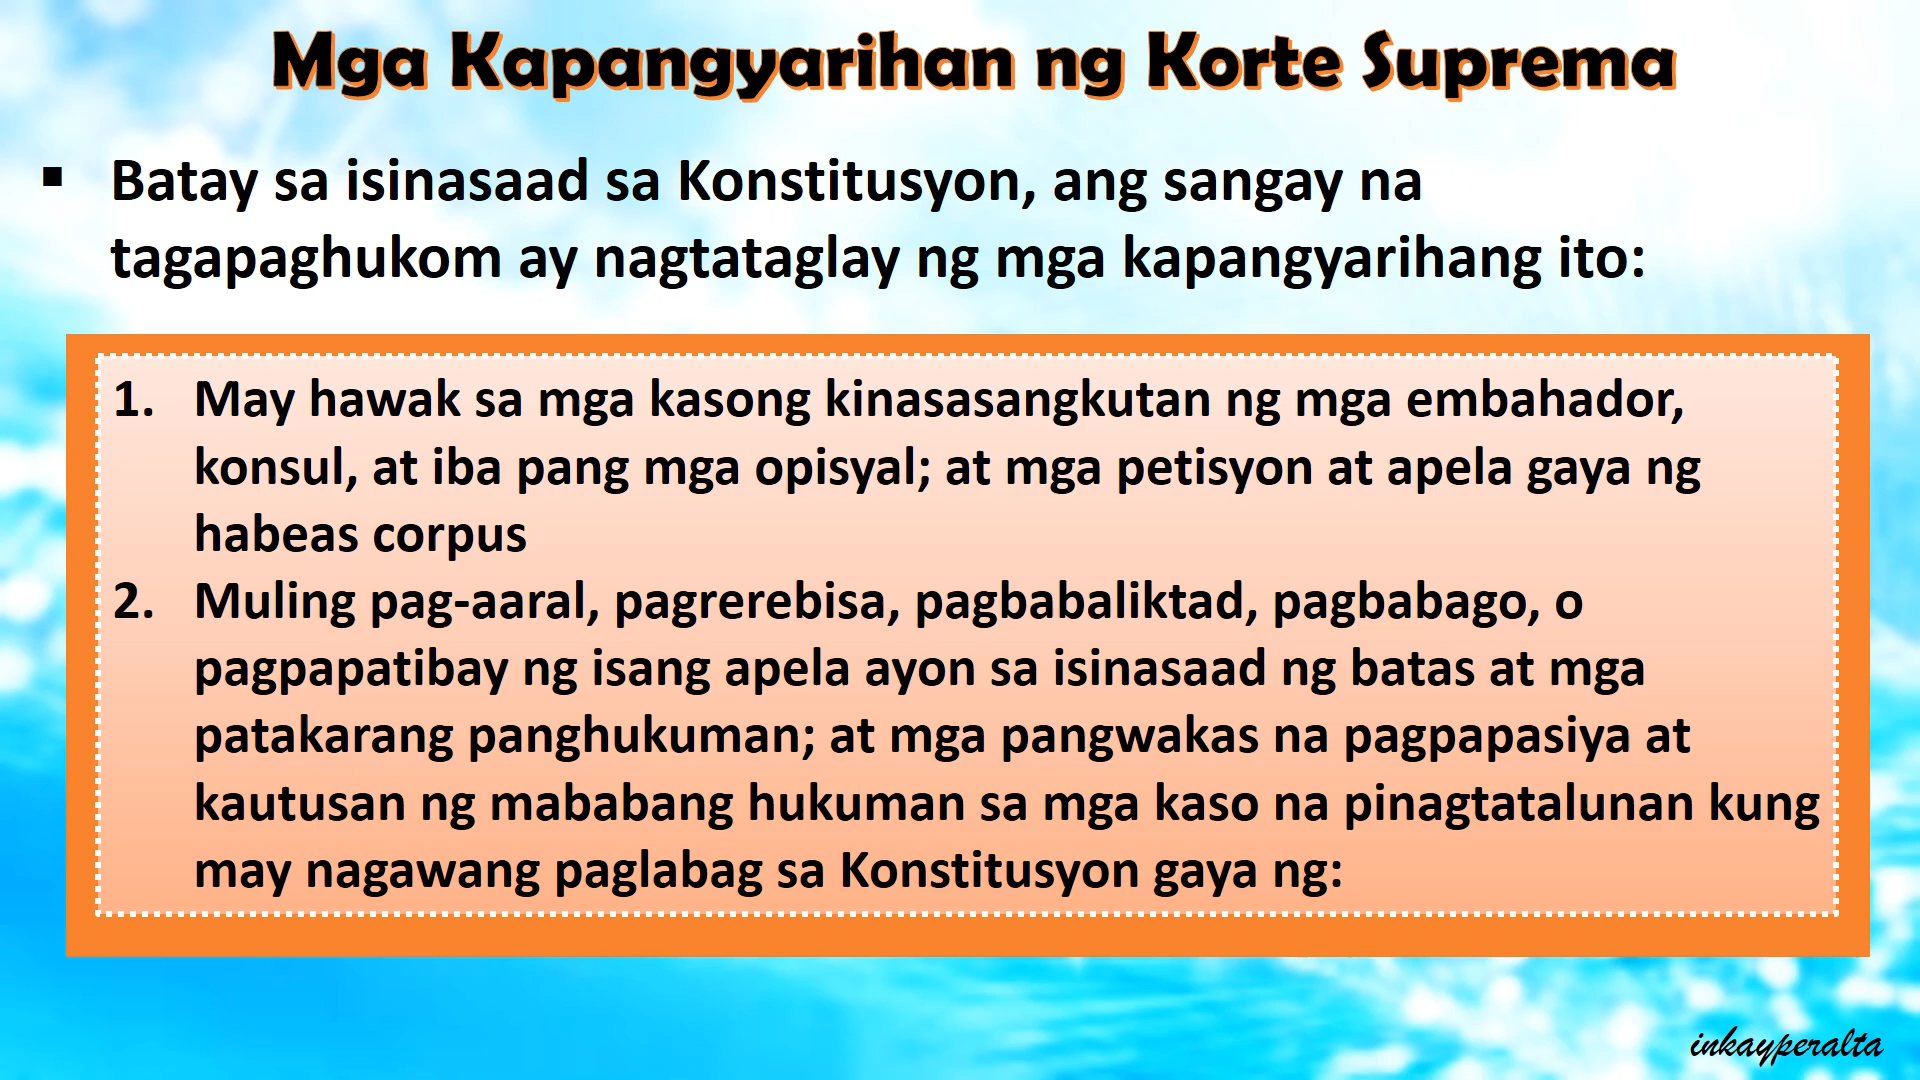 Mga Kapangyarihan ng Korte Suprema
▪ Batay sa isinasaad sa Konstitusyon, ang sangay na
tagapaghukom ay nagtataglay ng mga kapangyarihang ito:
1. May hawak sa mga kasong kinasasangkutan ng mga embahador,
konsul, at iba pang mga opisyal; at mga petisyon at apela gaya ng
habeas corpus
2. Muling pag-aaral, pagrerebisa, pagbabaliktad, pagbabago, o
pagpapatibay ng isang apela ayon sa isinasaad ng batas at mga
patakarang panghukuman; at mga pangwakas na pagpapasiya at
kautusan ng mababang hukuman sa mga kaso na pinagtatalunan kung
may nagawang paglabag sa Konstitusyon gaya ng:
inkayperalta